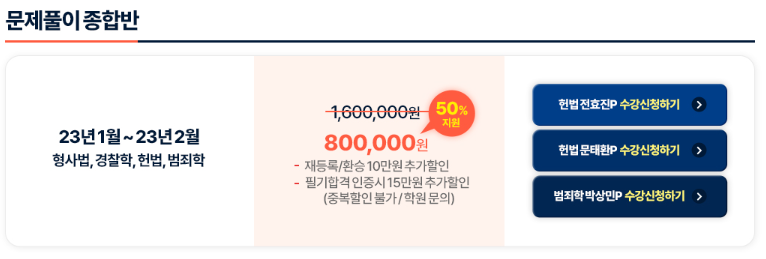 문제풀이 종합반
23년 1월 ~ 23년 2월
형사법, 경찰학, 헌법, 범죄학
1,600,000원
50%
지원
800,000원
- 재등록/환승 10만원 추가할인
- 필기합격 인증시 15만원 추가할인
(중복할인 불가 / 학원 문의)
헌법 전효진P 수강신청하기
헌법 문태환P 수강신청하기
범죄학 박상민P 수강신청하기